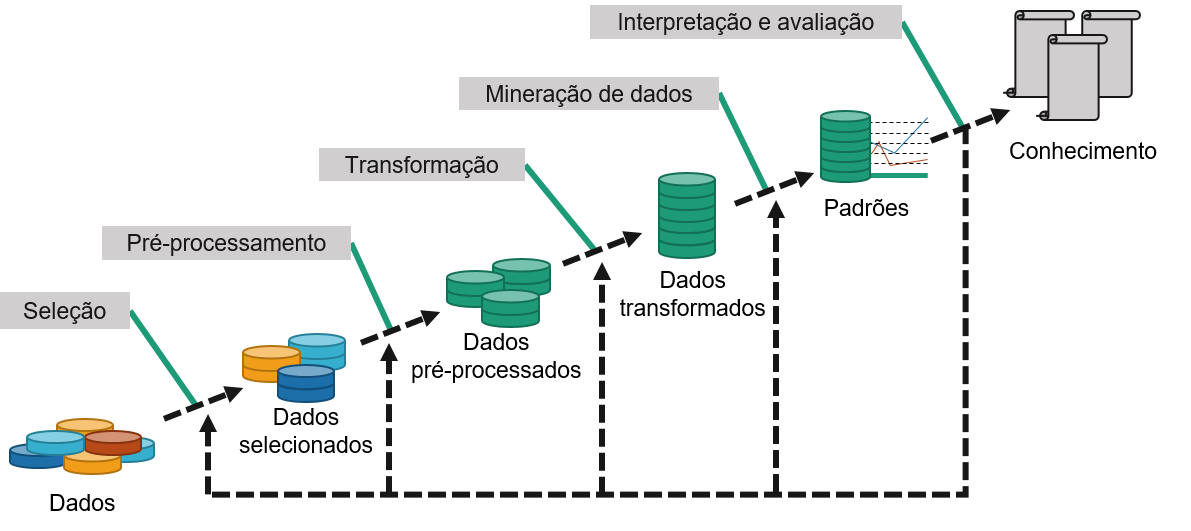 Interpretação e avaliação
Mineração de dados
Transformação
Pré-processamento
Seleção
Conhecimento
Padrões
Dados
transformados
Dados
pré-processados
Dados
selecionados
Dados